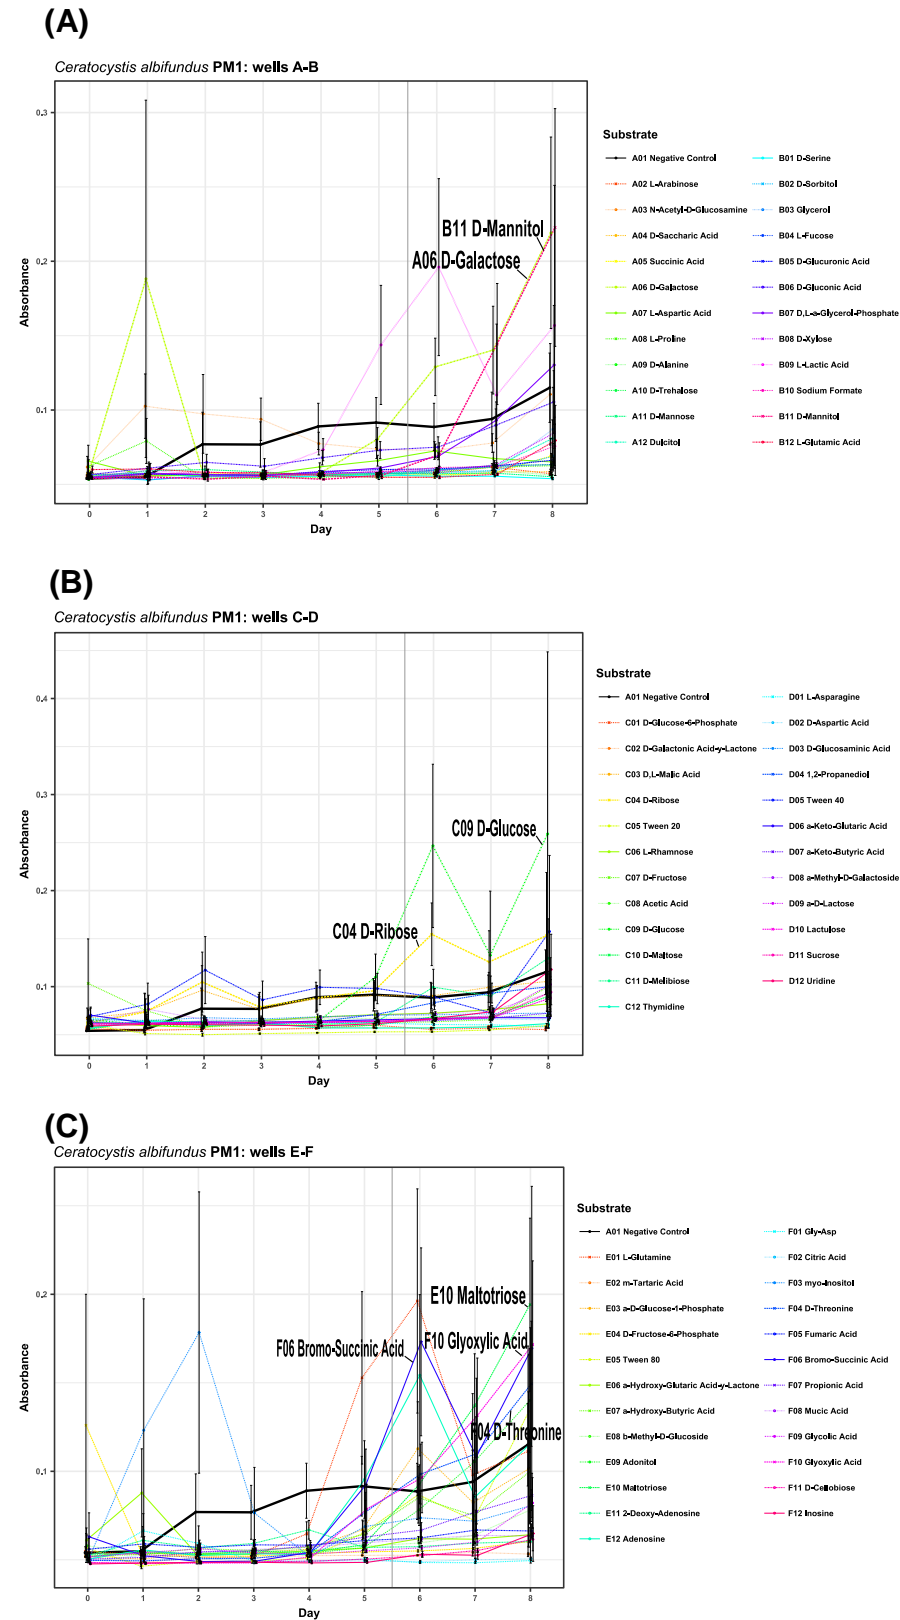 (A)
Ceratocystis albifundus PM1: wells A-B
0.3
0.2
0.1
Absorbance
B11 D-Mannitol
A06 D-Galactose
0 1 2 3 4 5 6 7 8
Day
Substrate
A01 Negative Control
A02 L-Arabinose
A03 N-Acetyl-D-Glucosamine
A04 D-Saccharic Acid
A05 Succinic Acid
A06 D-Galactose
A07 L-Aspartic Acid
A08 L-Proline
A09 D-Alanine
A10 D-Trehalose
A11 D-Mannose
A12 Dulcitol
B01 D-Serine
B02 D-Sorbitol
B03 Glycerol
B04 L-Fucose
B05 D-Glucuronic Acid
B06 D-Gluconic Acid
B07 D,L-a-Glycerol-Phosphate
B08 D-Xylose
B09 L-Lactic Acid
B10 Sodium Formate
B11 D-Mannitol
B12 L-Glutamic Acid
(B)
Ceratocystis albifundus PM1: wells C-D
0.4
0.3
0.2
0.1
Absorbance
C09 D-Glucose
C04 D-Ribose
0 1 2 3 4 5 6 7 8
Day
Substrate
A01 Negative Control
C01 D-Glucose-6-Phosphate
C02 D-Galactonic Acid-y-Lactone
C03 D,L-Malic Acid
C04 D-Ribose
C05 Tween 20
C06 L-Rhamnose
C07 D-Fructose
C08 Acetic Acid
C09 D-Glucose
C10 D-Maltose
C11 D-Melibiose
C12 Thymidine
D01 L-Asparagine
D02 D-Aspartic Acid
D03 D-Glucosaminic Acid
D04 1,2-Propanediol
D05 Tween 40
D06 a-Keto-Glutaric Acid
D07 a-Keto-Butyric Acid
D08 a-Methyl-D-Galactoside
D09 a-D-Lactose
D10 Lactulose
D11 Sucrose
D12 Uridine
(C)
Ceratocystis albifundus PM1: wells E-F
0.2
0.1
Absorbance
E10 Maltotriose
F10 Glyoxylic Acid
F06 Bromo-Succinic Acid
F04 D-Threonine
0 1 2 3 4 5 6 7 8
Day
Substrate
A01 Negative Control
E01 L-Glutamine
E02 m-Tartaric Acid
E03 a-D-Glucose-1-Phosphate
E04 D-Fructose-6-Phosphate
E05 Tween 80
E06 a-Hydroxy-Glutaric Acid-y-Lactone
E07 a-Hydroxy-Butyric Acid
E08 b-Methyl-D-Glucoside
E09 Adonitol
E10 Maltotriose
E11 2-Deoxy-Adenosine
E12 Adenosine
F01 Gly-Asp
F02 Citric Acid
F03 myo-Inositol
F04 D-Threonine
F05 Fumaric Acid
F06 Bromo-Succinic Acid
F07 Propionic Acid
F08 Mucic Acid
F09 Glycolic Acid
F10 Glyoxylic Acid
F11 D-Cellobiose
F12 Inosine